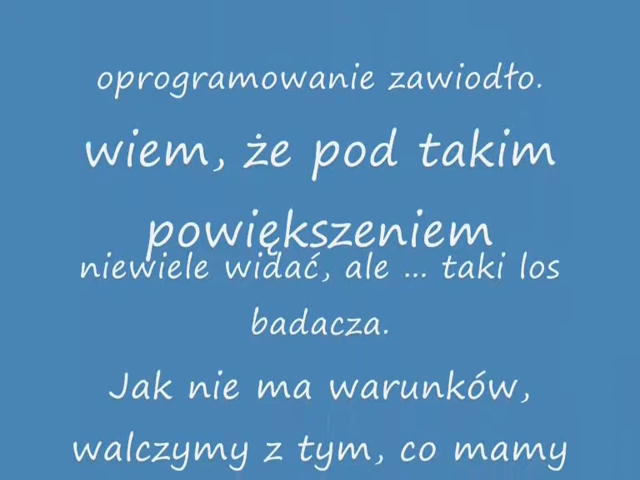 oprogramowanie zawiodło.
wiem, że pod takim
powiększeniem
niewiele widać, ale ... taki los
badacza.
Jak nie ma warunków,
walczymy z tym, co mamy